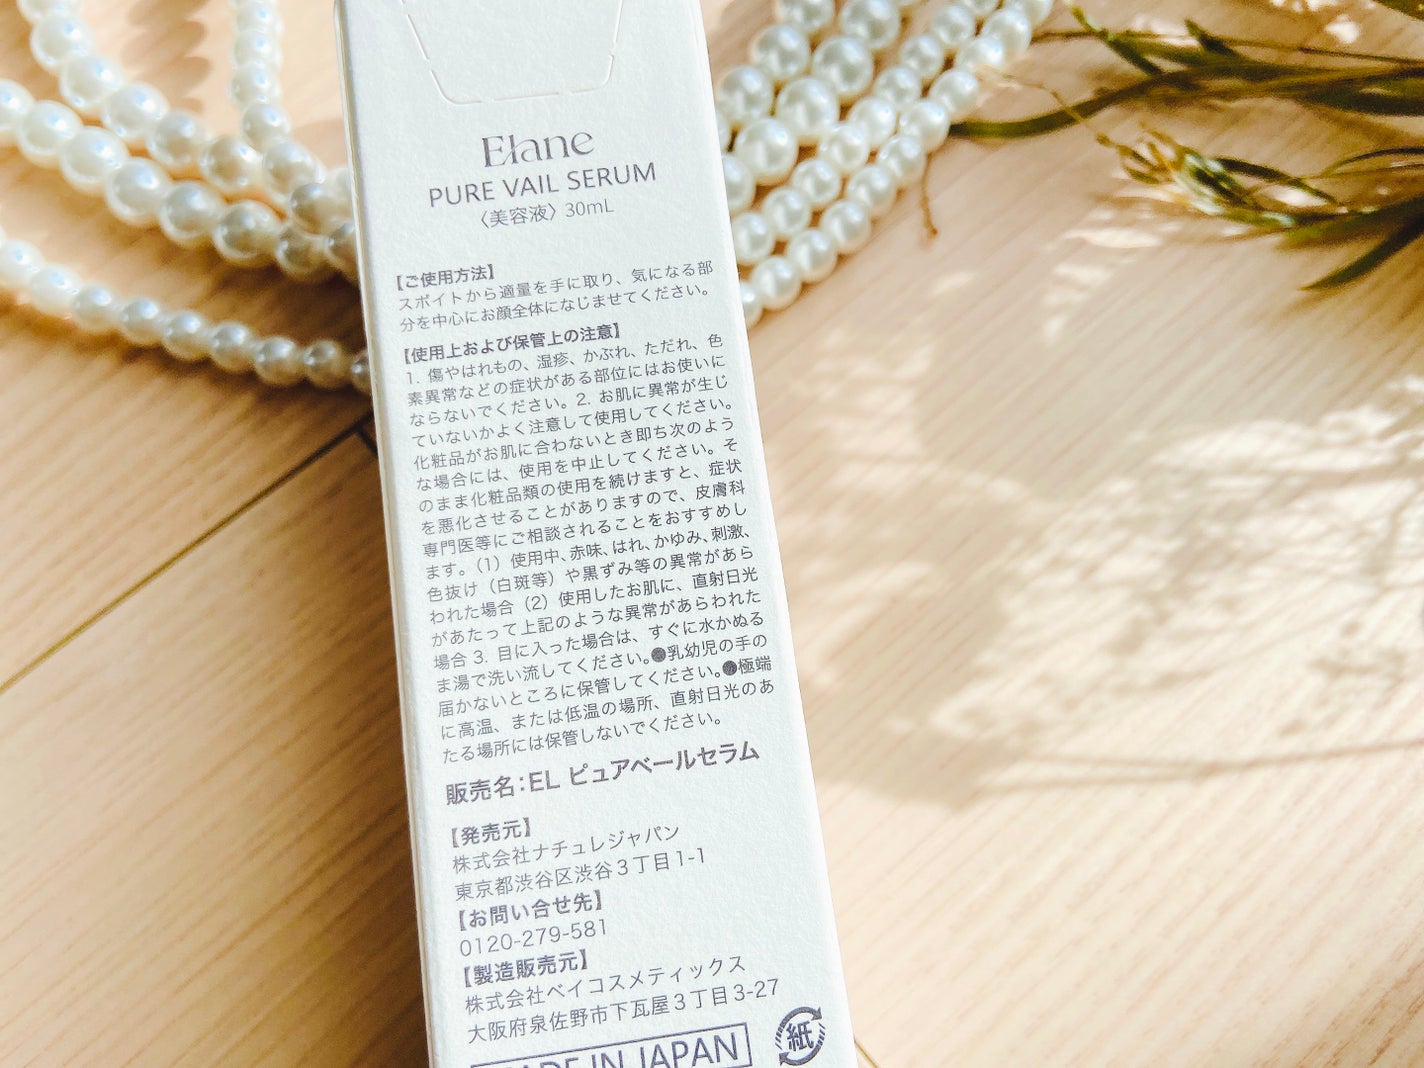 Elane
PURE VAIL SERUM
〈美容液〉 30mL
【ご使用方法】
スポイトから適量を手に取り、気になる部
分を中心にお顔全体になじませてください。
【使用上および保管上の注意】
1. 傷やはれもの、湿疹、かぶれ、ただれ、色
素異常などの症状がある部位にはお使いに
ならないでください。2. お肌に異常が生じ
ていないかよく注意して使用してください。
化粧品がお肌に合わないとき即ち次のよう
な場合には、使用を中止してください。そ
のまま化粧品類の使用を続けますと、症状
を悪化させることがありますので、皮膚科
専門医等にご相談されることをおすすめし
ます。（1）使用中、赤味、はれ、かゆみ、刺激、
色抜け（白斑等）や黒ずみ等の異常があら
われた場合（2）使用したお肌に、直射日光
があたって上記のような異常があらわれた
場合 3. 目に入った場合は、すぐに水かぬる
ま湯で洗い流してください。●乳幼児の手の
届かないところに保管してください。●極端
に高温、または低温の場所、直射日光のあ
たる場所には保管しないでください。
販売名：EL ピュアベールセラム
【発売元】
株式会社ナチュレジャパン
東京都渋谷区渋谷３丁目1-1
【お問い合せ先】
0120-279-581
【製造販売元】
株式会社ベイコスメティックス
大阪府泉佐野市下瓦屋３丁目3-27
MADE IN JAPAN
紙